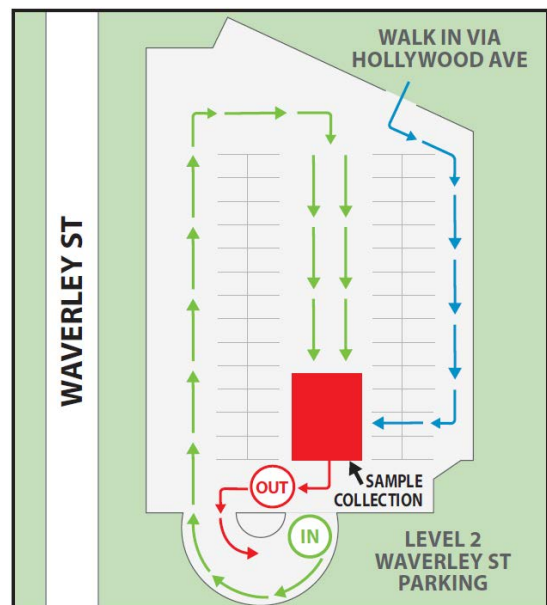 WALK IN VIA
HOLLYWOOD AVE
WAVERLEY ST
OUT
SAMPLE
COLLECTION
IN
LEVEL 2
WAVERLEY ST
PARKING